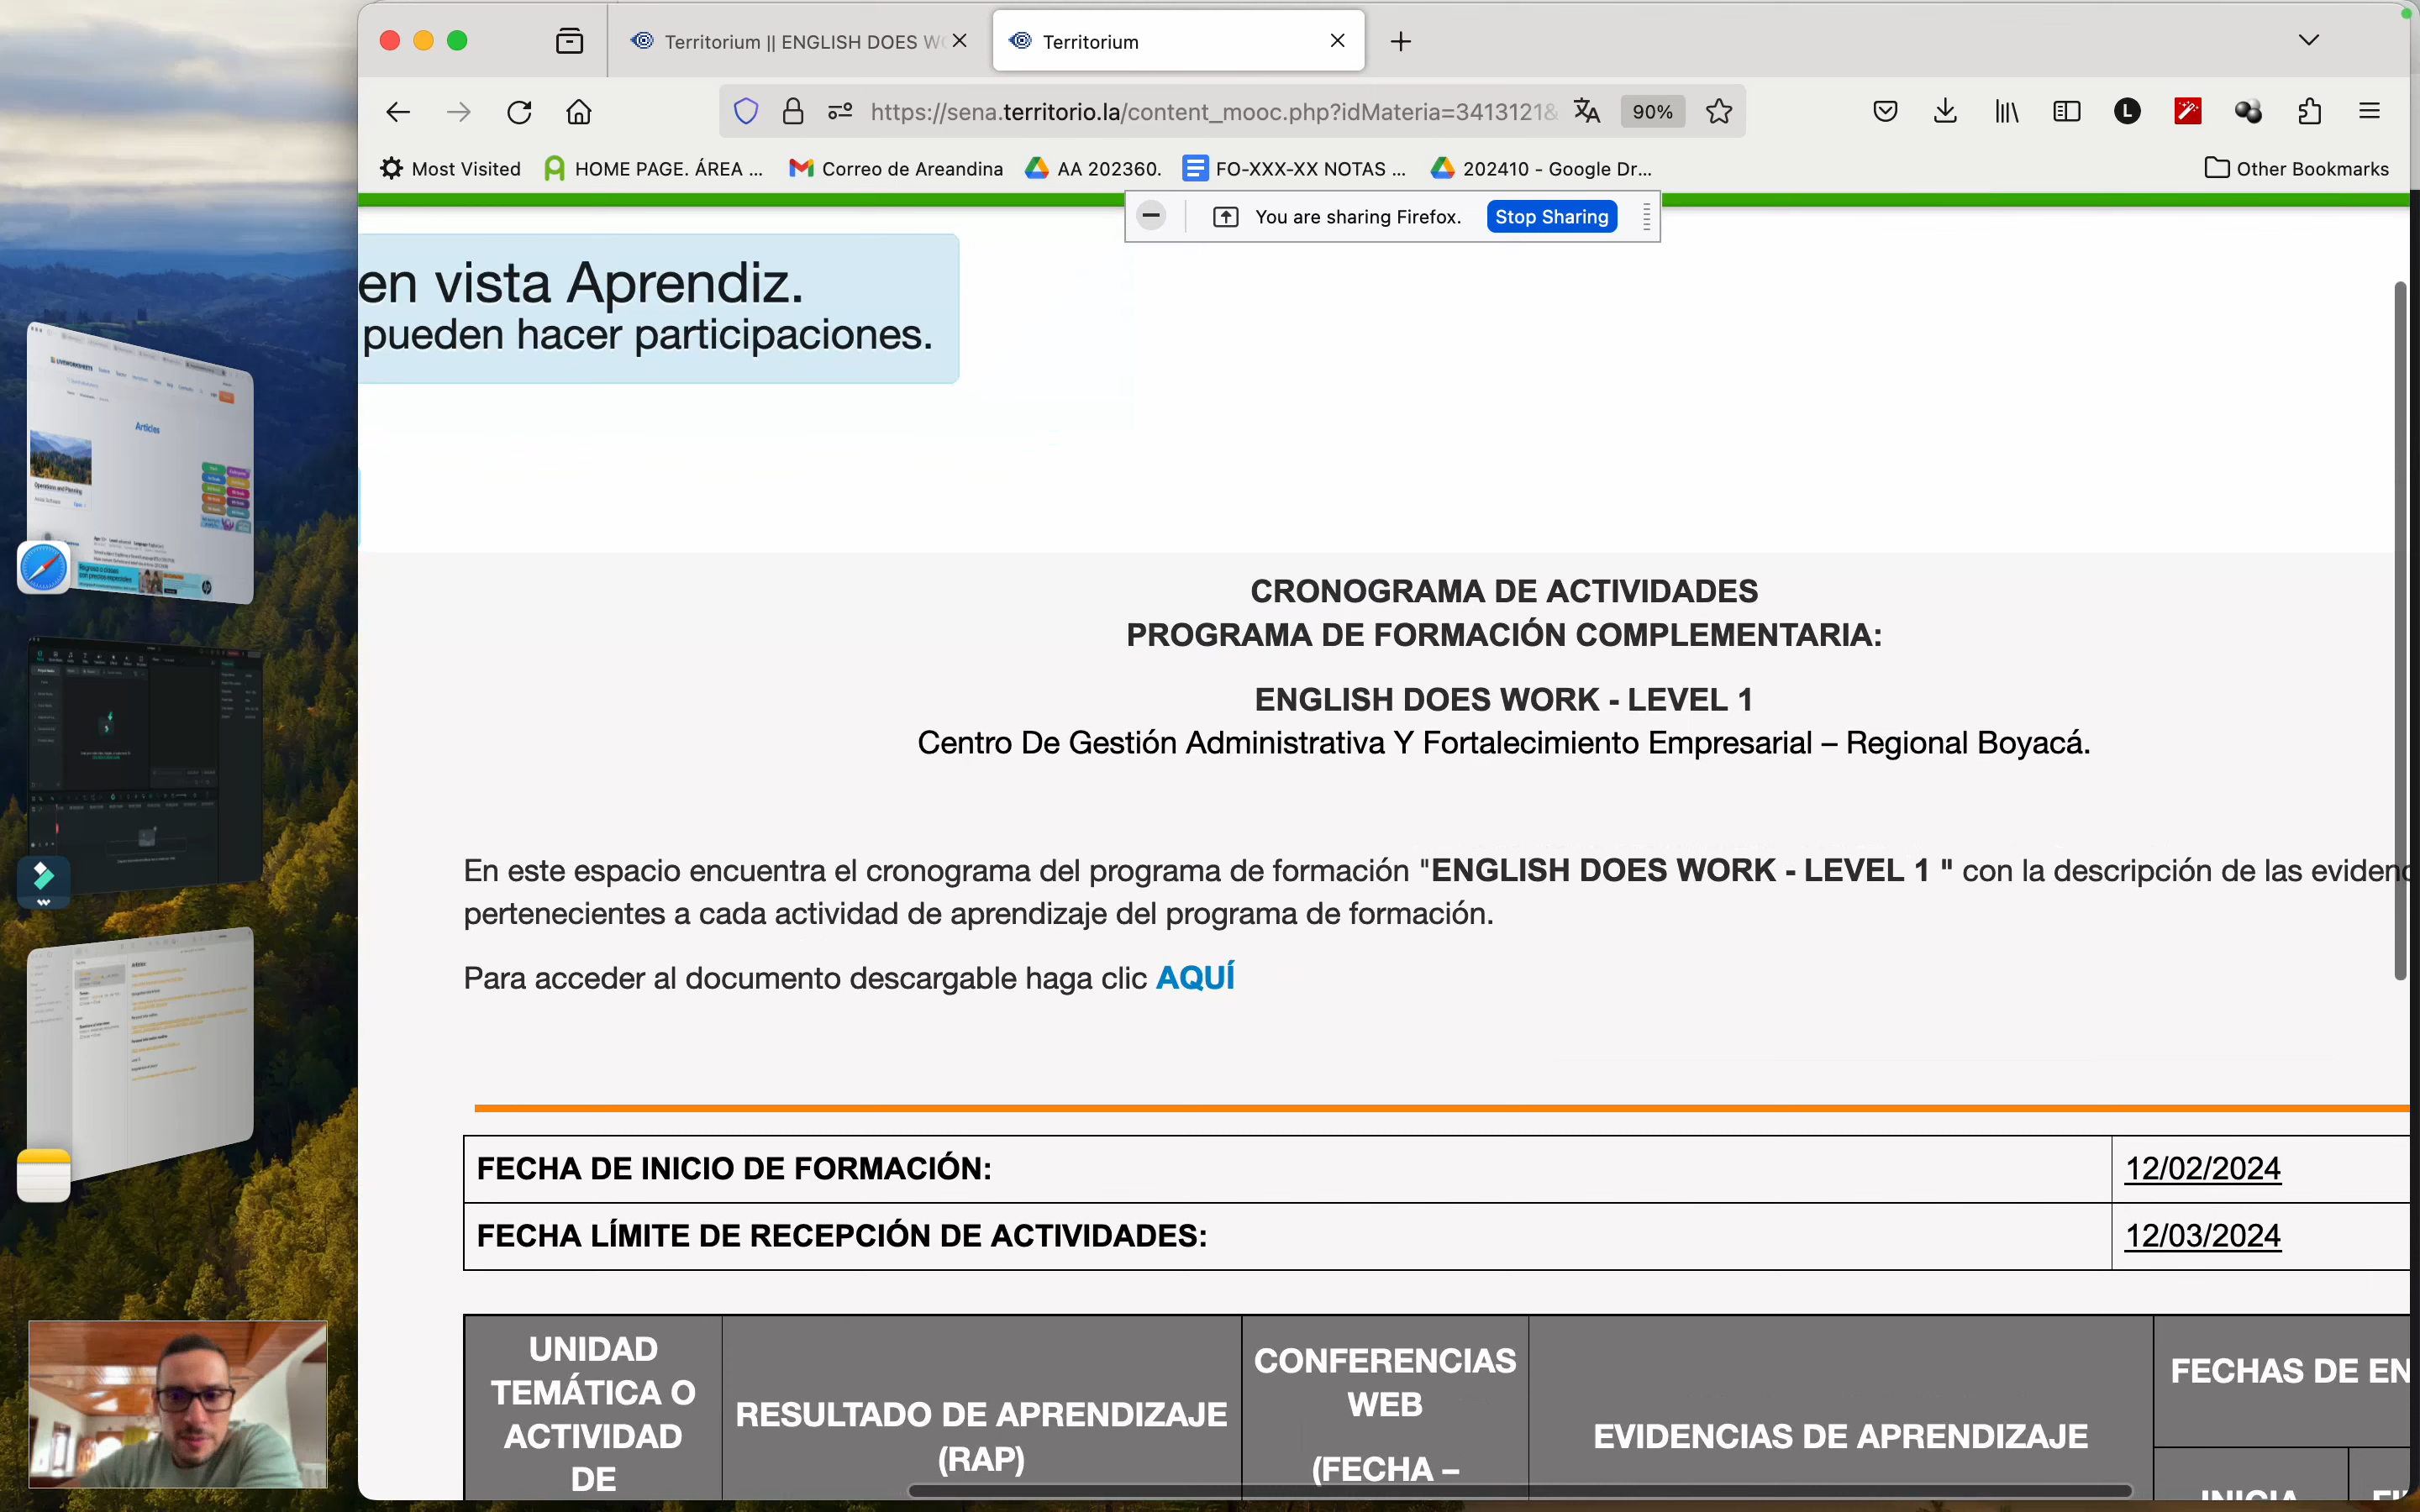 Territorium || ENGLISH DOES WO
Territorium
https://sena.territorio.la/content_mooc.php?idMateria=3413121&
90%
L
Most Visited
HOME PAGE. ÁREA ...
Correo de Areandina
AA 202360.
FO-XXX-XX NOTAS ...
202410 - Google Dr...
Other Bookmarks
You are sharing Firefox.
Stop Sharing
en vista Aprendiz.
pueden hacer participaciones.
Articles
CRONOGRAMA DE ACTIVIDADES
PROGRAMA DE FORMACIÓN COMPLEMENTARIA:
ENGLISH DOES WORK - LEVEL 1
Centro De Gestión Administrativa Y Fortalecimiento Empresarial – Regional Boyacá.
En este espacio encuentra el cronograma del programa de formación "ENGLISH DOES WORK - LEVEL 1 " con la descripción de las evidenc
pertenecientes a cada actividad de aprendizaje del programa de formación.
Para acceder al documento descargable haga clic AQUÍ
FECHA DE INICIO DE FORMACIÓN: 12/02/2024
FECHA LÍMITE DE RECEPCIÓN DE ACTIVIDADES: 12/03/2024
UNIDAD
TEMÁTICA O
ACTIVIDAD
DE
RESULTADO DE APRENDIZAJE
(RAP)
CONFERENCIAS
WEB
(FECHA –
EVIDENCIAS DE APRENDIZAJE
FECHAS DE EN
INICIA